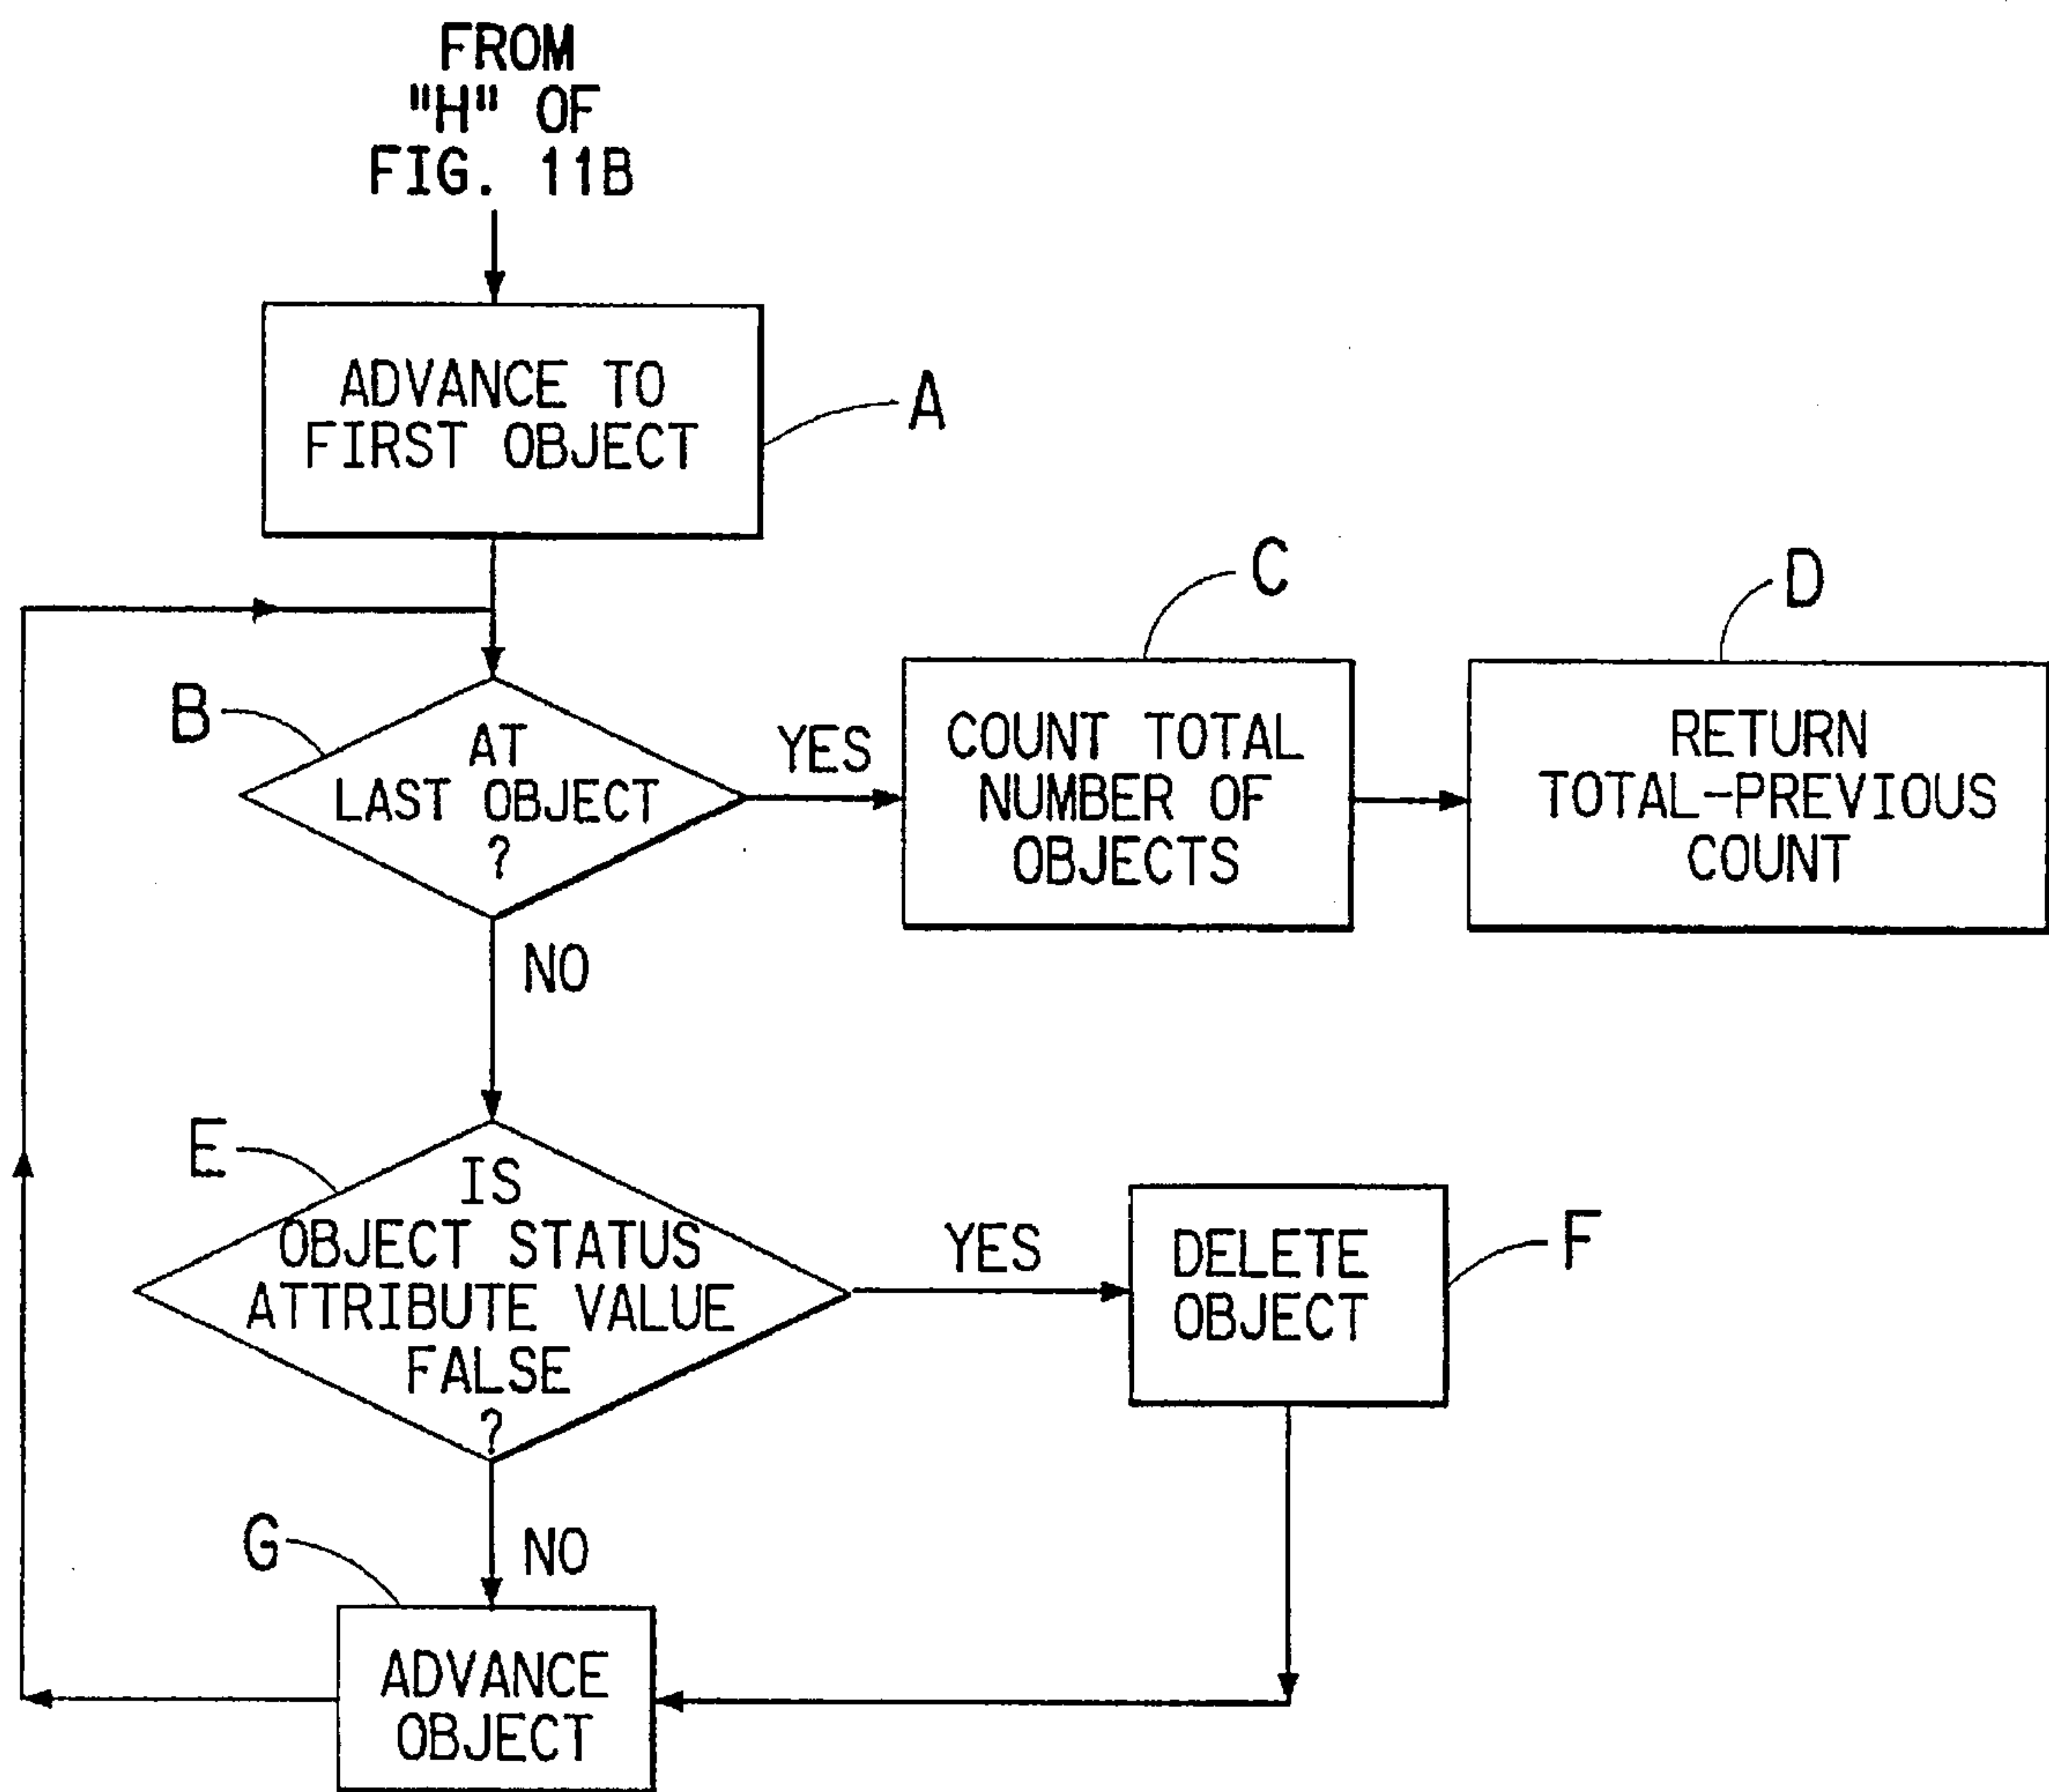 FROM
"H" OF
FIG. 11B
ADVANCE TO
FIRST OBJECT
A
B
AT
LAST OBJECT
?
YES
C
COUNT TOTAL
NUMBER OF
OBJECTS
D
RETURN
TOTAL-PREVIOUS
COUNT
NO
E
IS
OBJECT STATUS
ATTRIBUTE VALUE
FALSE
?
YES
DELETE
OBJECT
F
NO
G
ADVANCE
OBJECT